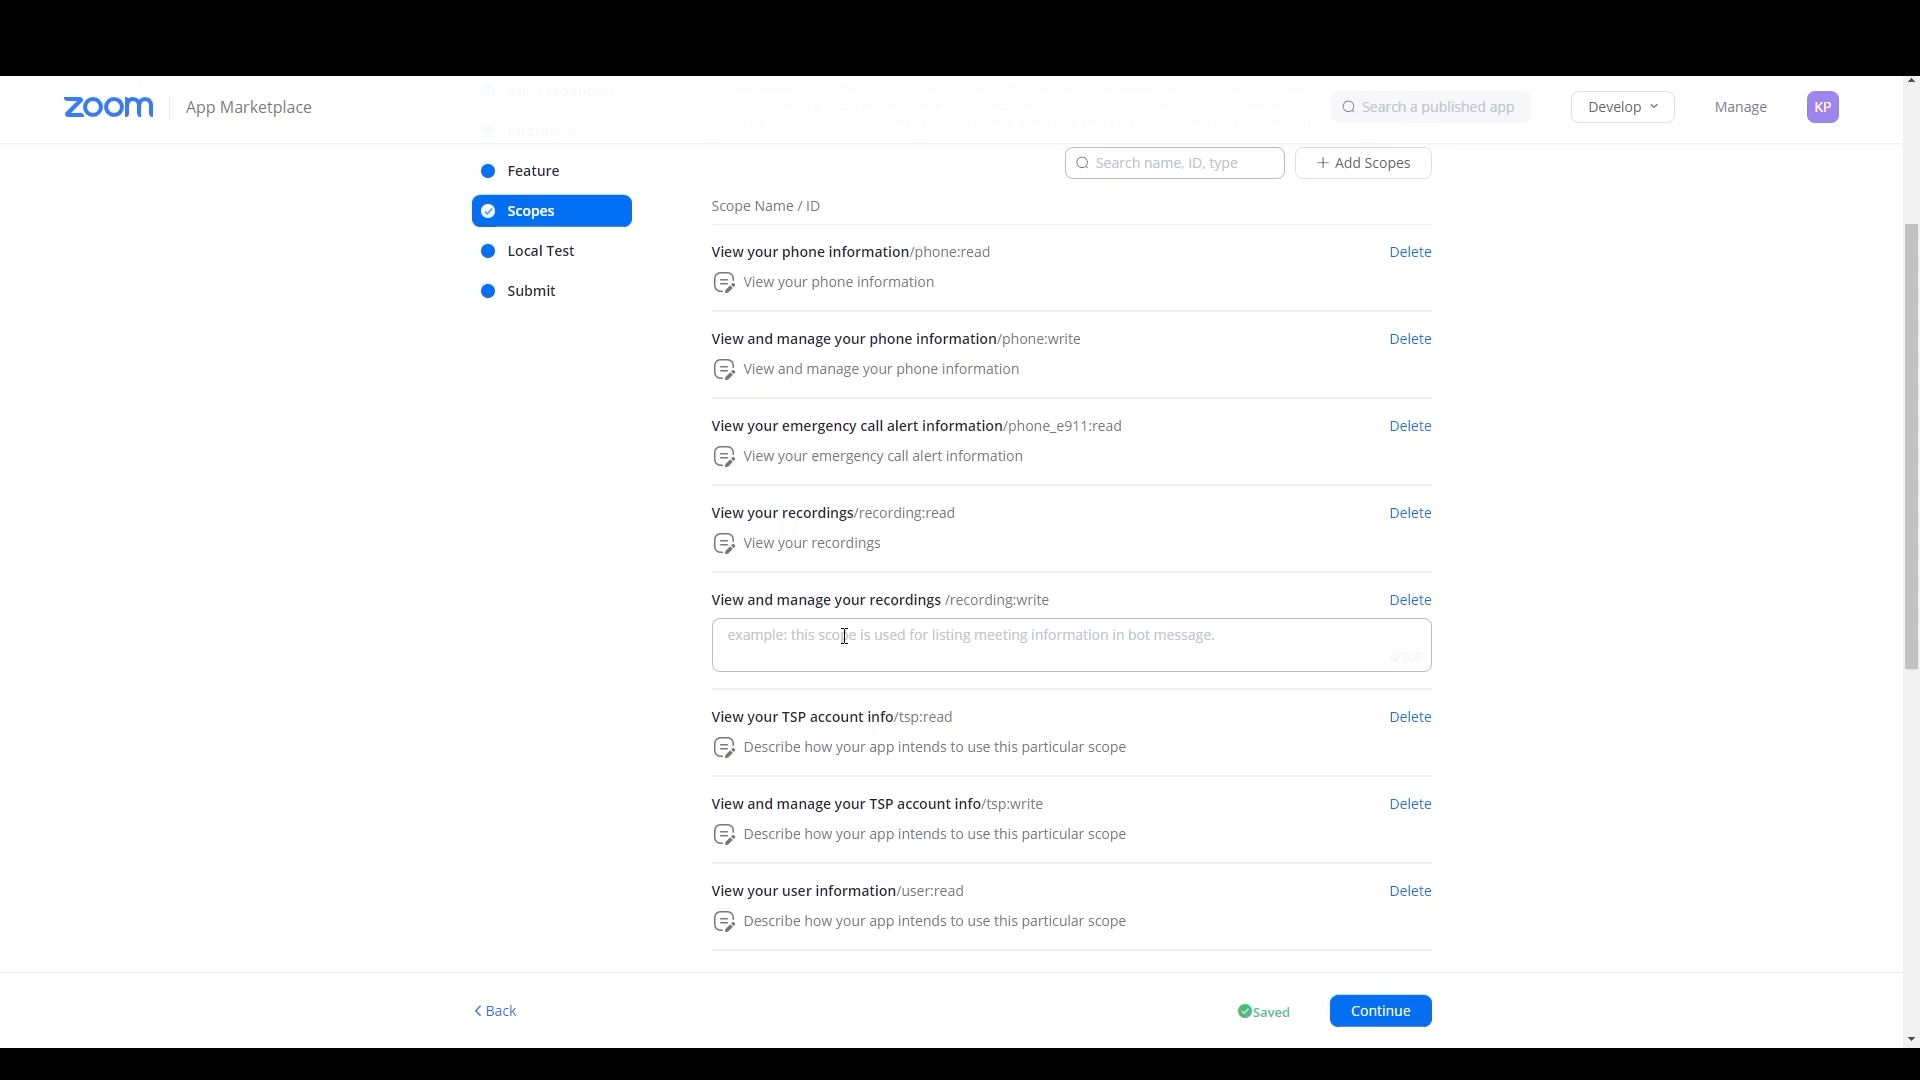 App Credentials
zoom App Marketplace Search a published app Develop Manage KP
Information
Feature
Search name, ID, type + Add Scopes
Scopes
Scope Name / ID
Local Test
Submit
View your phone information/phone:read Delete
View your phone information
View and manage your phone information/phone:write Delete
View and manage your phone information
View your emergency call alert information/phone_e911:read Delete
View your emergency call alert information
View your recordings/recording:read Delete
View your recordings
View and manage your recordings /recording:write Delete
example: this scope is used for listing meeting information in bot message.
0/300
View your TSP account info/tsp:read Delete
Describe how your app intends to use this particular scope
View and manage your TSP account info/tsp:write Delete
Describe how your app intends to use this particular scope
View your user information/user:read Delete
Describe how your app intends to use this particular scope
< Back Saved Continue